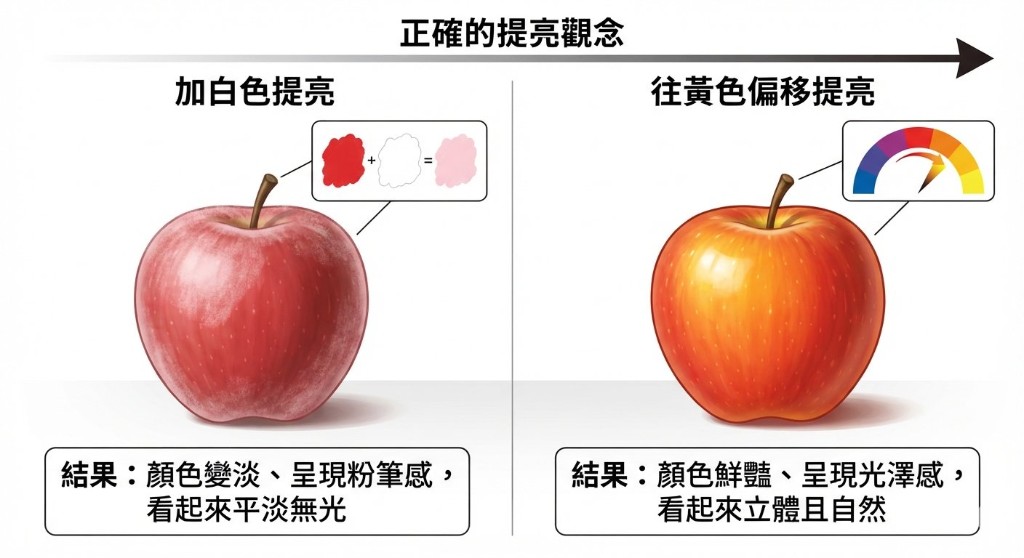 正確的提亮觀念
加白色提亮
往黃色偏移提亮
+
=
結果：顏色變淡、呈現粉筆感，
看起來平淡無光
結果：顏色鮮豔、呈現光澤感，
看起來立體且自然